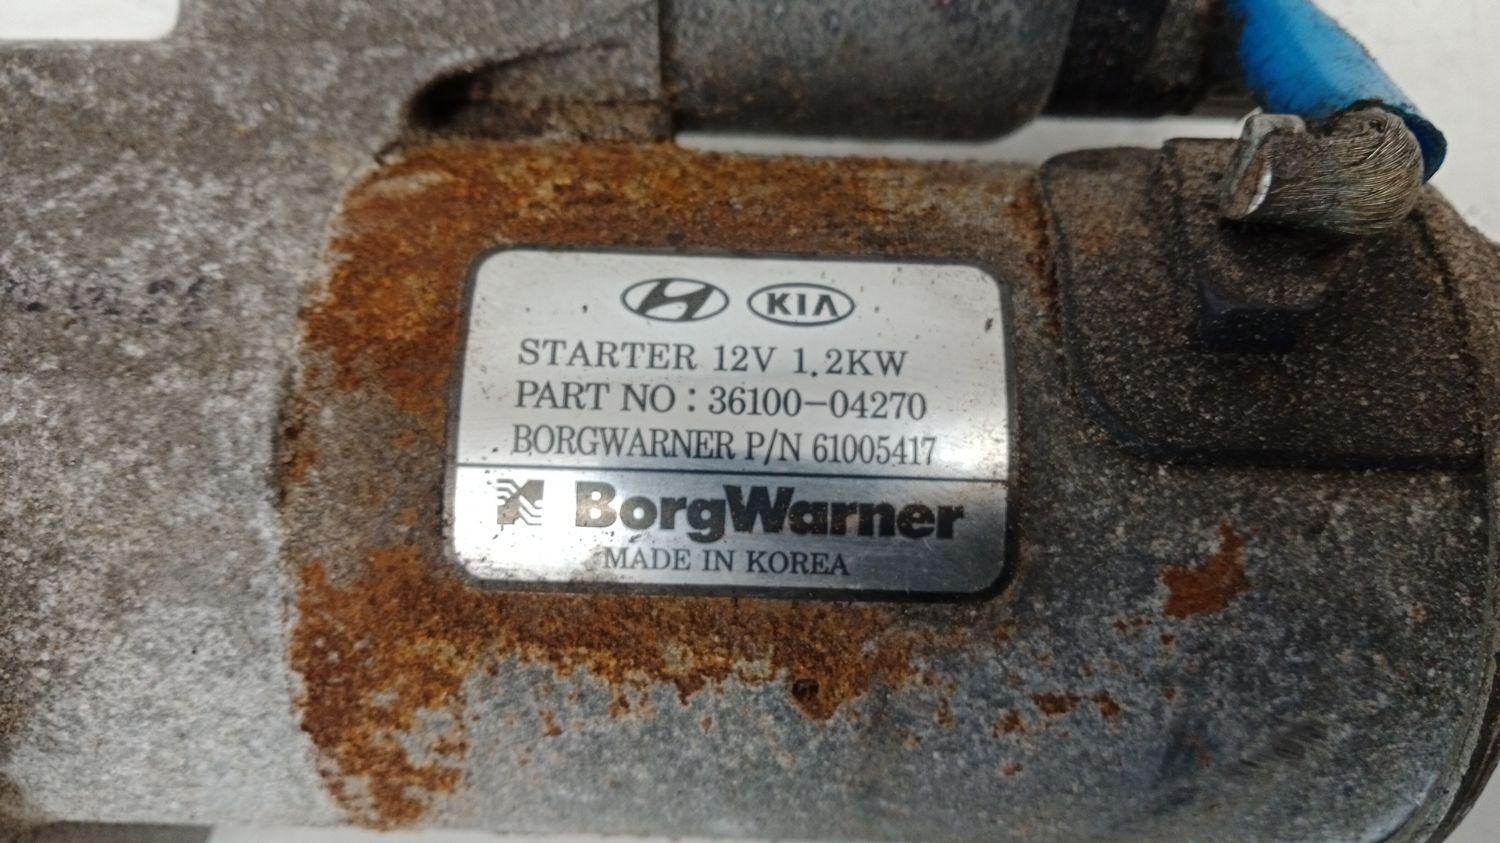 KIA
STARTER 12V 1.2KW
PART NO : 36100-04270
BORGWARNER P/N 61005417
BorgWarner
MADE IN KOREA